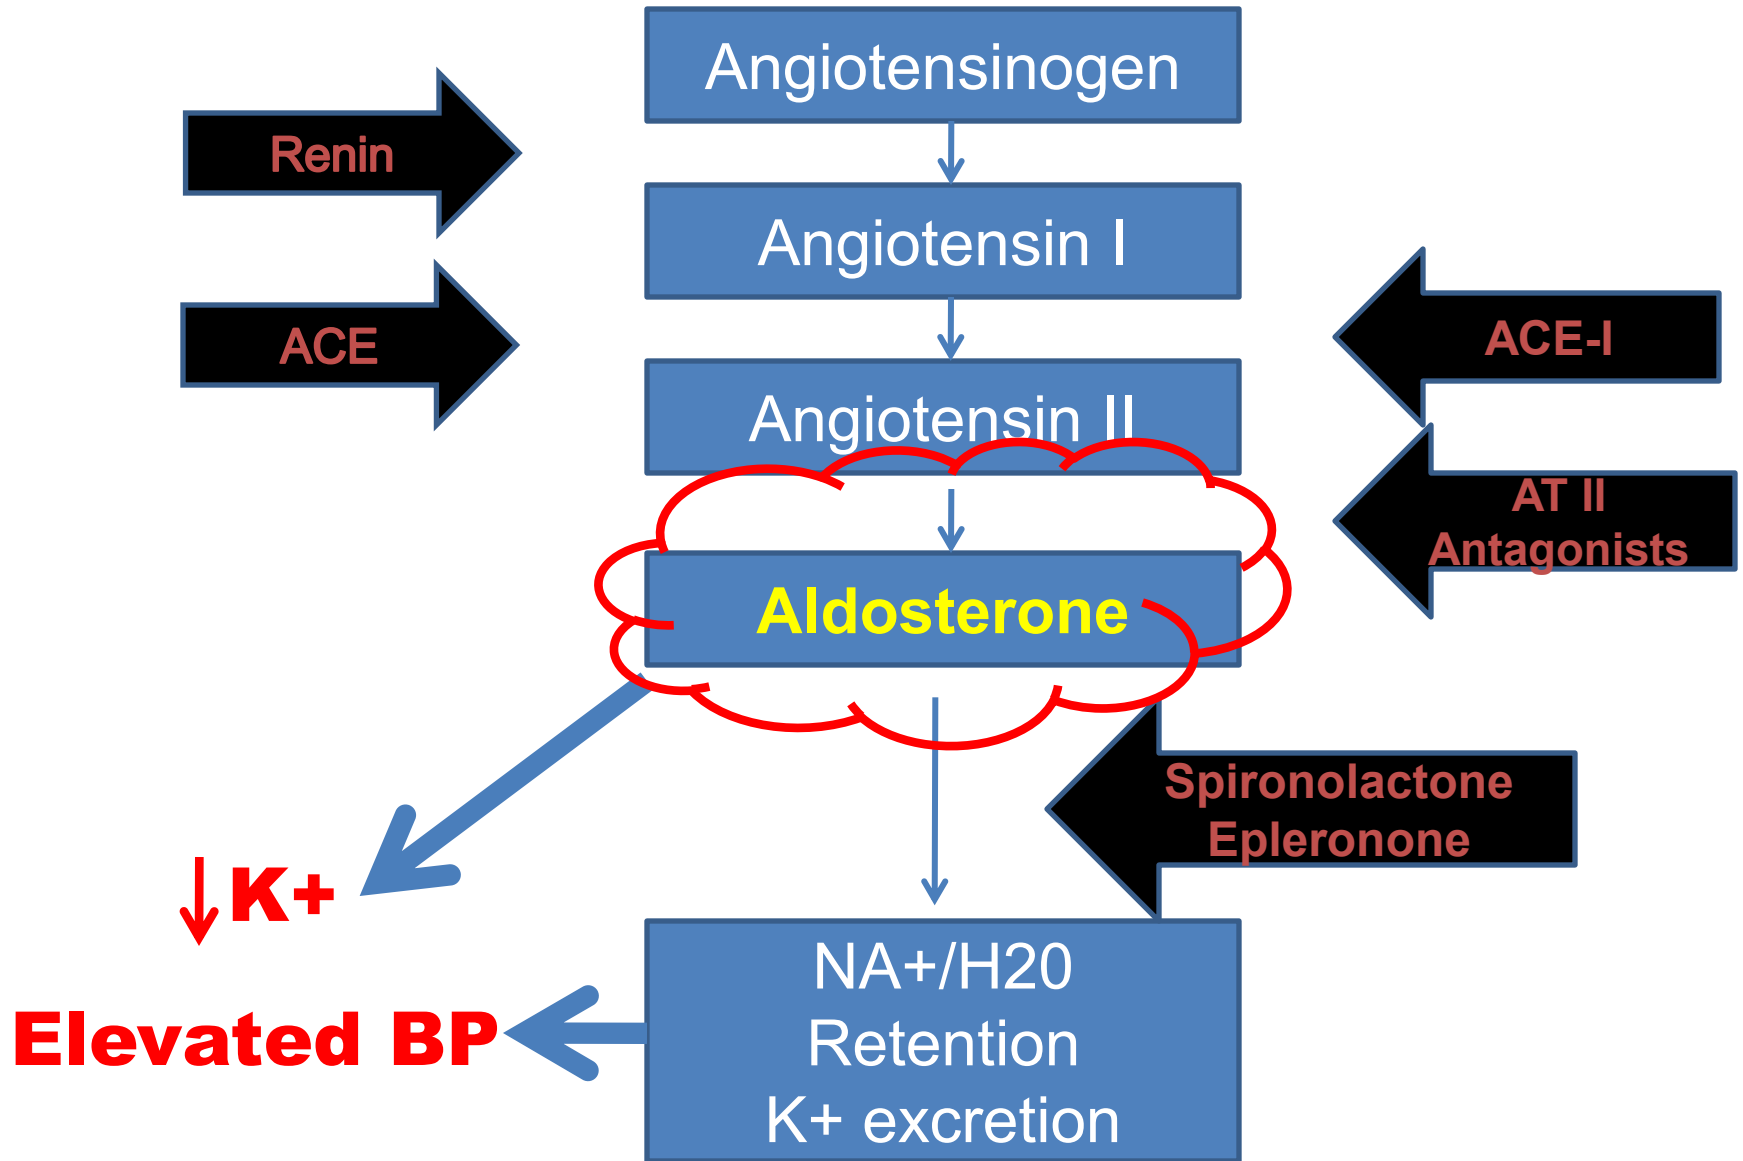 Angiotensinogen
Renin
Angiotensin I
ACE
ACE-I
Angiotensin II
AT II
Antagonists
Aldosterone
Spironolactone
Epleronone
K+
NA+/H20
Retention
K+ excretion
Elevated BP